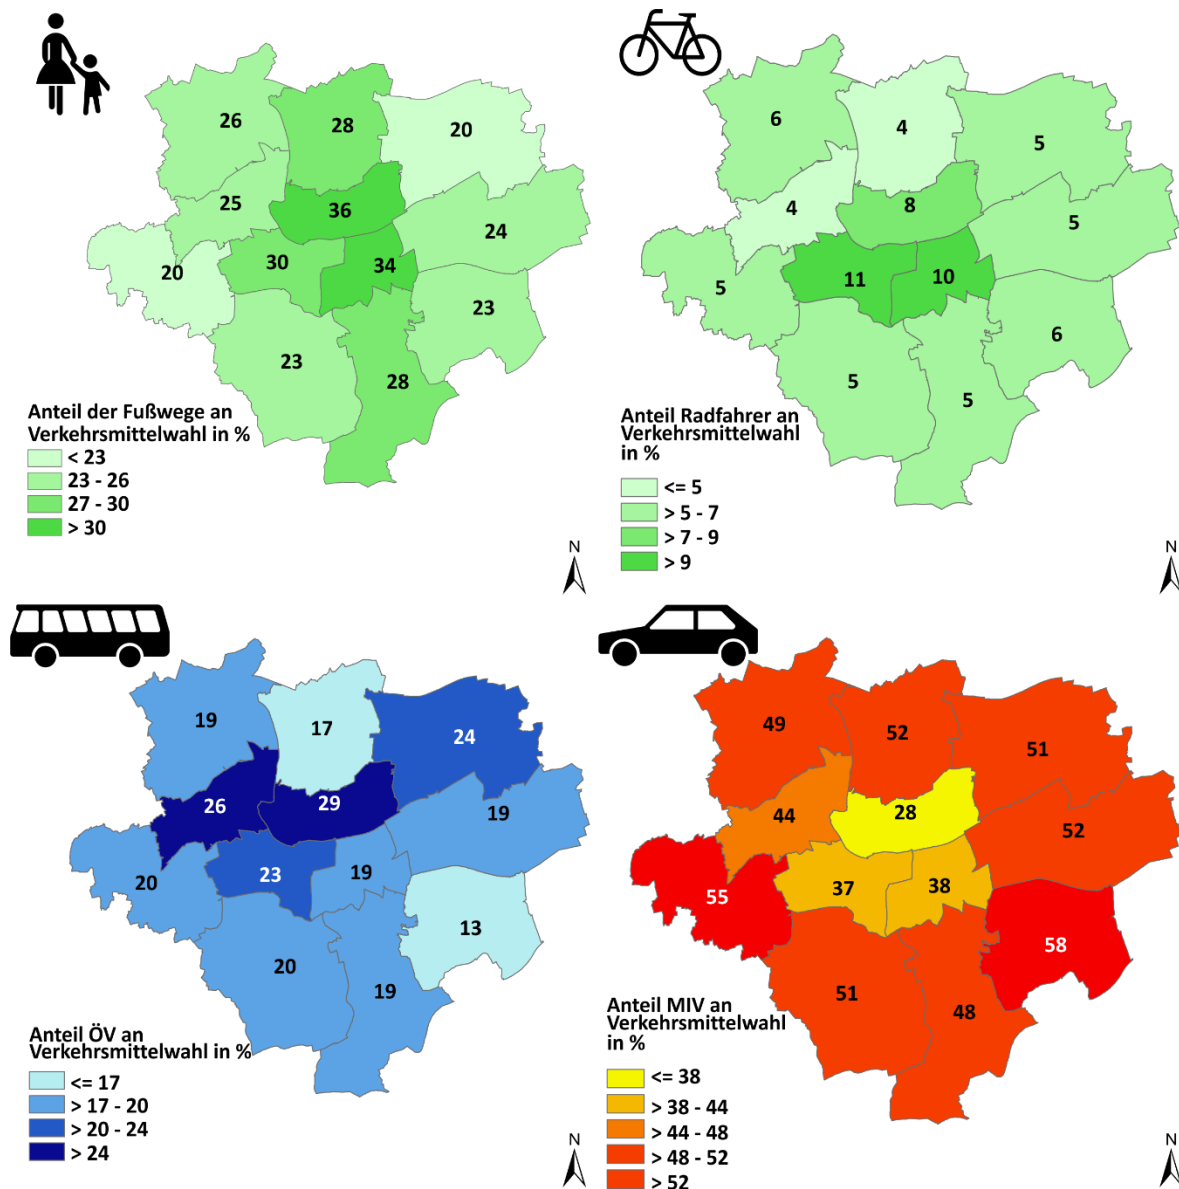 26
28
20
25
36
24
20
30
34
23
23
28
Anteil der Fußwege an
Verkehrsmittelwahl in %
< 23
23 - 26
27 - 30
> 30
N
6
4
5
4
8
5
5
11
10
6
5
5
Anteil Radfahrer an
Verkehrsmittelwahl
in %
<= 5
> 5 - 7
> 7 - 9
> 9
N
19
17
24
26
29
19
20
23
19
13
20
19
Anteil ÖV an
Verkehrsmittelwahl in %
<= 17
> 17 - 20
> 20 - 24
> 24
N
49
52
51
44
28
52
55
37
38
58
51
48
Anteil MIV an
Verkehrsmittelwahl
in %
<= 38
> 38 - 44
> 44 - 48
> 48 - 52
> 52
N